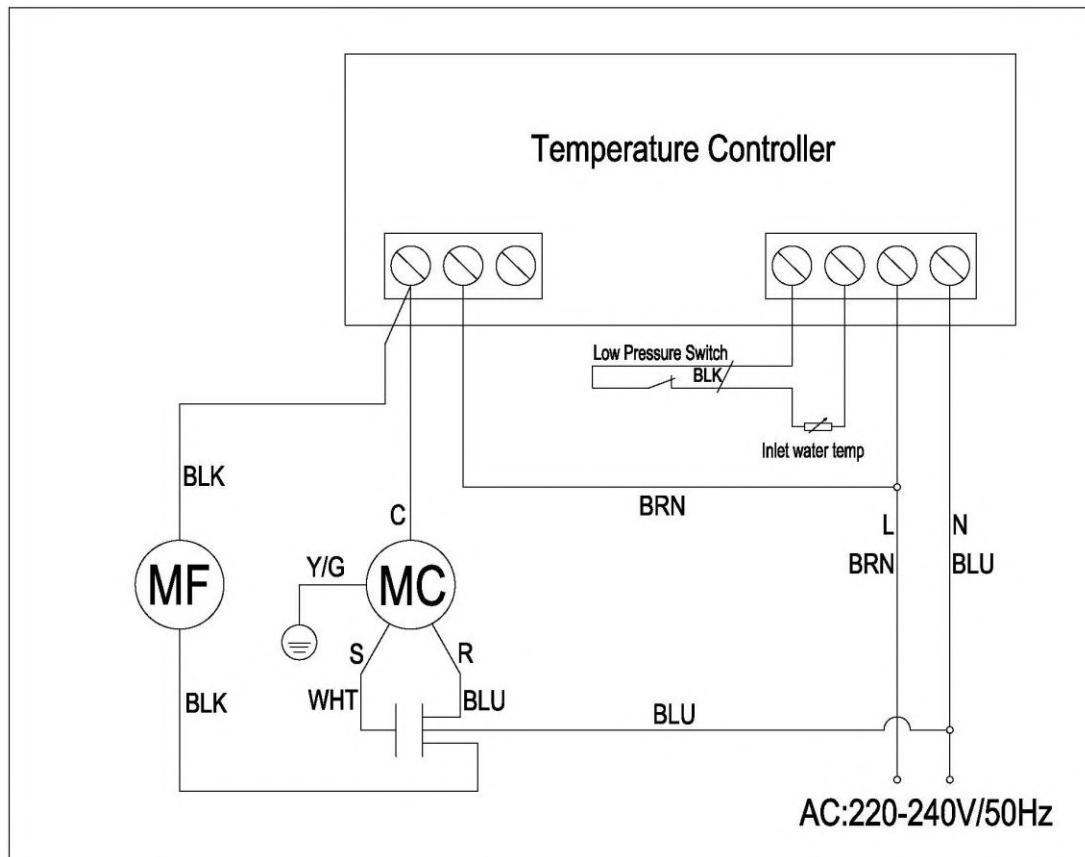 Temperature Controller
Low Pressure Switch
BLK
Inlet water temp
BLK
BRN
C
L
N
BRN
BLU
Y/G
MF
MC
S
R
BLK
WHT
BLU
BLU
AC:220-240V/50Hz